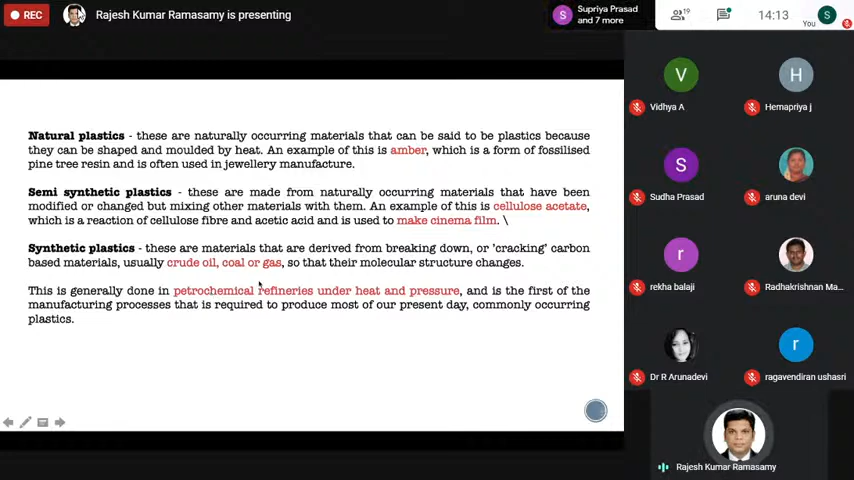 REC
Rajesh Kumar Ramasamy is presenting
S
Supriya Prasad
and 7 more
19
14:13
You
S
Natural plastics - these are naturally occurring materials that can be said to be plastics because
they can be shaped and moulded by heat. An example of this is amber, which is a form of fossilised
pine tree resin and is often used in jewellery manufacture.
Semi synthetic plastics - these are made from naturally occurring materials that have been
modified or changed but mixing other materials with them. An example of this is cellulose acetate,
which is a reaction of cellulose fibre and acetic acid and is used to make cinema film. \
Synthetic plastics - these are materials that are derived from breaking down, or 'cracking' carbon
based materials, usually crude oil, coal or gas, so that their molecular structure changes.
This is generally done in petrochemical refineries under heat and pressure, and is the first of the
manufacturing processes that is required to produce most of our present day, commonly occurring
plastics.
V
H
Vidhya A
Hemapriya j
S
Sudha Prasad
aruna devi
r
rekha balaji
Radhakrishnan Ma...
r
Dr R Arunadevi
ragavendiran ushasri
Rajesh Kumar Ramasamy